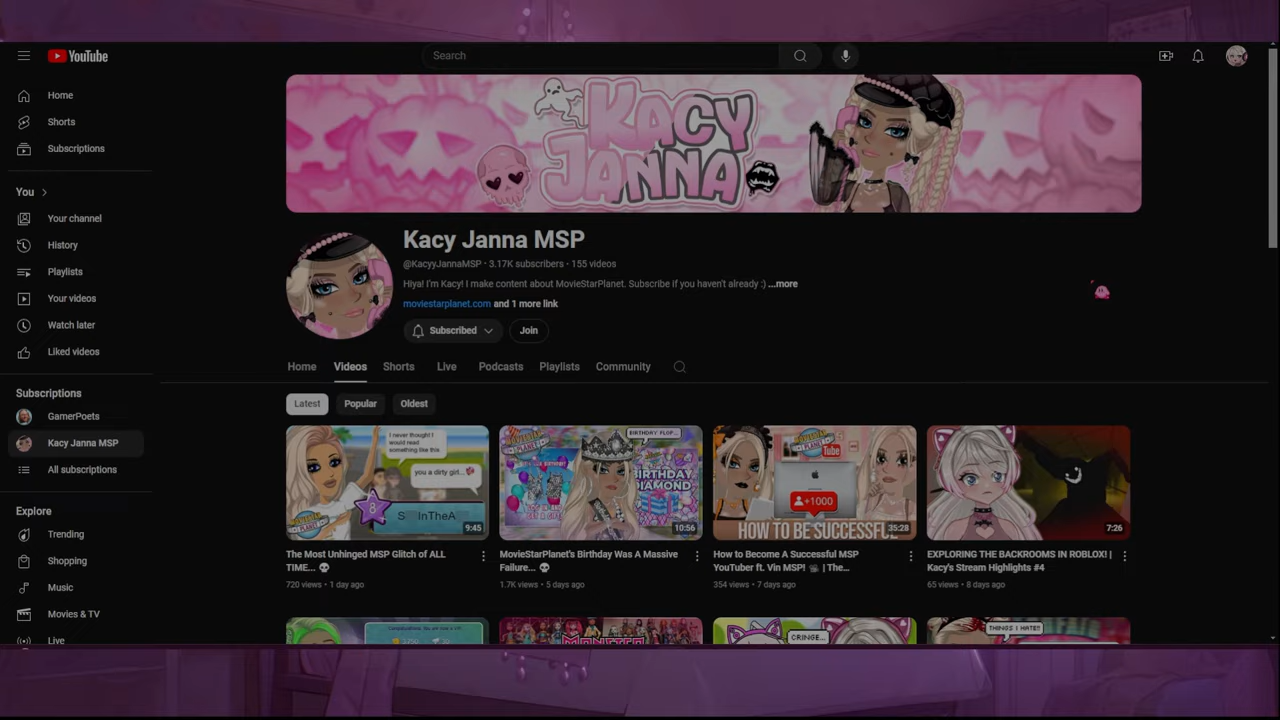 YouTube
Search
Home
Shorts
Subscriptions
You
Your channel
History
Playlists
Your videos
Watch later
Liked videos
Subscriptions
GamerPoets
Kacy Janna MSP
All subscriptions
Explore
Trending
Shopping
Music
Movies & TV
Live
KACY
JANNA
Kacy Janna MSP
@KacyyJannaMSP • 3.17K subscribers • 155 videos
Hiya! I'm Kacy! I make content about MovieStarPlanet. Subscribe If you haven't already :) ...more
moviestarplanet.com and 1 more link
Subscribed
Join
Home Videos Shorts Live Podcasts Playlists Community
Latest Popular Oldest
I never thought I
would read
something like this
you a dirty girl...
8
S InTheA
9:45
The Most Unhinged MSP Glitch of ALL
TIME... 💀
720 views • 1 day ago
BIRTHDAY FLOP...
BIRTHDAY
DIAMOND
10:56
MovieStarPlanet's Birthday Was A Massive
Failure... 💀
1.7K views • 5 days ago
Tube
+1000
HOW TO BE SUCCESSFUL
35:28
How to Become A Successful MSP
YouTuber ft. Vin MSP! 📽 | The...
354 views • 7 days ago
7:26
EXPLORING THE BACKROOMS IN ROBLOX! |
Kacy's Stream Highlights #4
65 views • 8 days ago
CRINGE...
THINGS I HATE!!